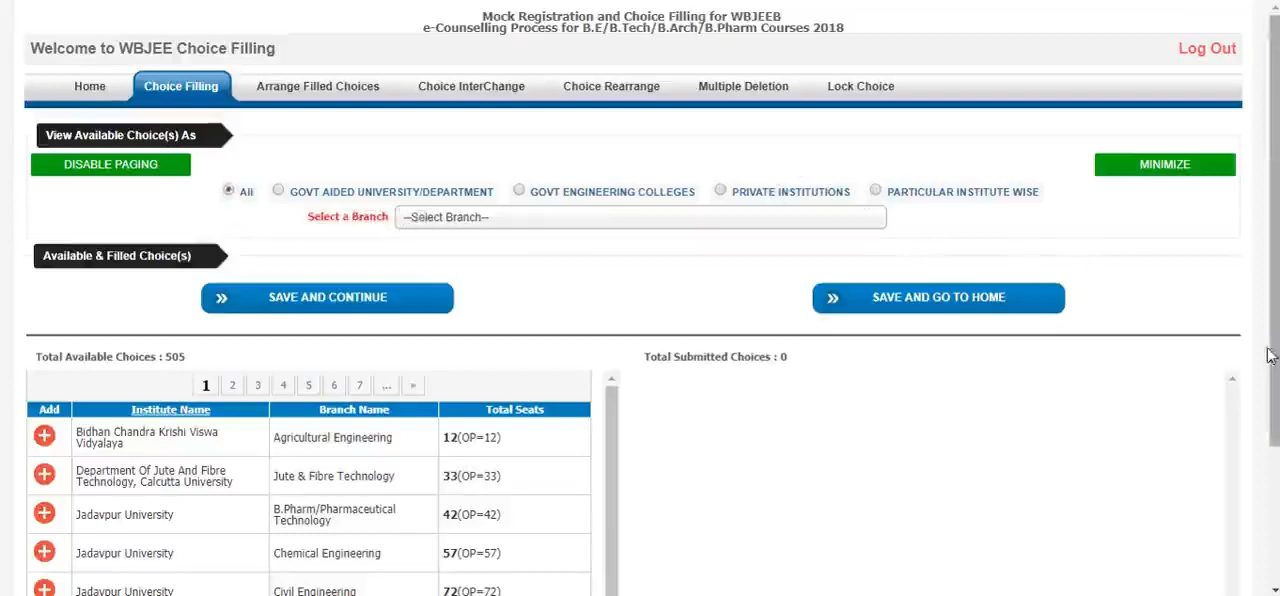 Mock Registration and Choice Filling for WBJEEB
e-Counselling Process for B.E/B.Tech/B.Arch/B.Pharm Courses 2018
Welcome to WBJEE Choice Filling
Log Out
Home
Choice Filling
Arrange Filled Choices
Choice InterChange
Choice Rearrange
Multiple Deletion
Lock Choice
View Available Choice(s) As
DISABLE PAGING
MINIMIZE
All
GOVT AIDED UNIVERSITY/DEPARTMENT
GOVT ENGINEERING COLLEGES
PRIVATE INSTITUTIONS
PARTICULAR INSTITUTE WISE
Select a Branch
--Select Branch--
Available & Filled Choice(s)
» SAVE AND CONTINUE
» SAVE AND GO TO HOME
Total Available Choices : 505
Total Submitted Choices : 0
1 2 3 4 5 6 7 ... »
Add Institute Name Branch Name Total Seats
Bidhan Chandra Krishi Viswa
Vidyalaya
Agricultural Engineering
12(OP=12)
Department Of Jute And Fibre
Technology, Calcutta University
Jute & Fibre Technology
33(OP=33)
Jadavpur University
B.Pharm/Pharmaceutical
Technology
42(OP=42)
Jadavpur University
Chemical Engineering
57(OP=57)
Jadavpur University
Civil Engineering
72(OP=72)